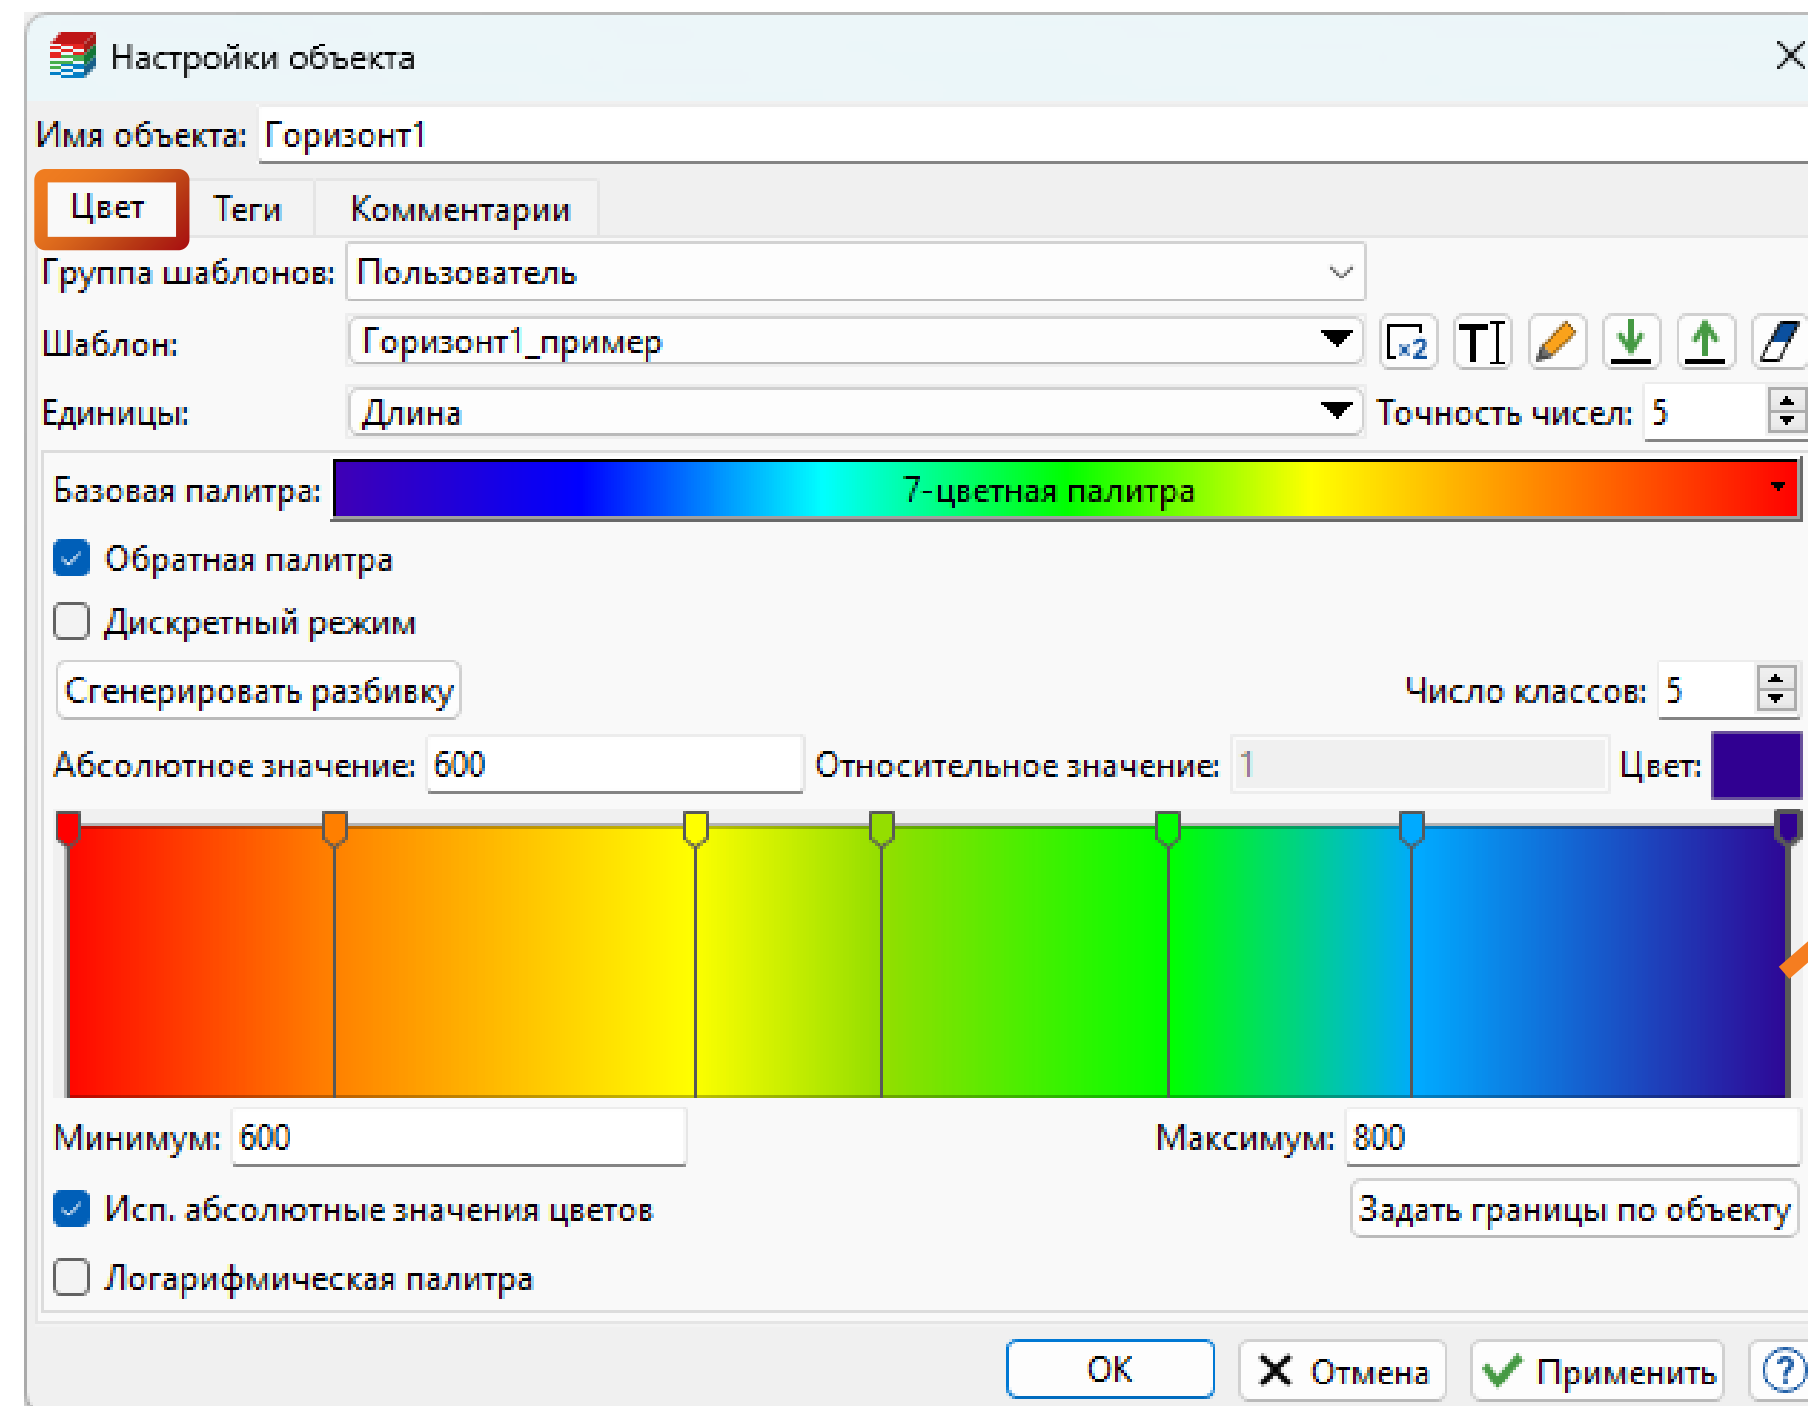 Настройки объекта
Имя объекта: Горизонт1
Цвет Теги Комментарии
Группа шаблонов: Пользователь
Шаблон: Горизонт1_пример x2 T
Единицы: Длина Точность чисел: 5
Базовая палитра: 7-цветная палитра
Обратная палитра
Дискретный режим
Сгенерировать разбивку Число классов: 5
Абсолютное значение: 600 Относительное значение: 1 Цвет:
Минимум: 600 Максимум: 800
Исп. абсолютные значения цветов Задать границы по объекту
Логарифмическая палитра
ОК Отмена Применить ?